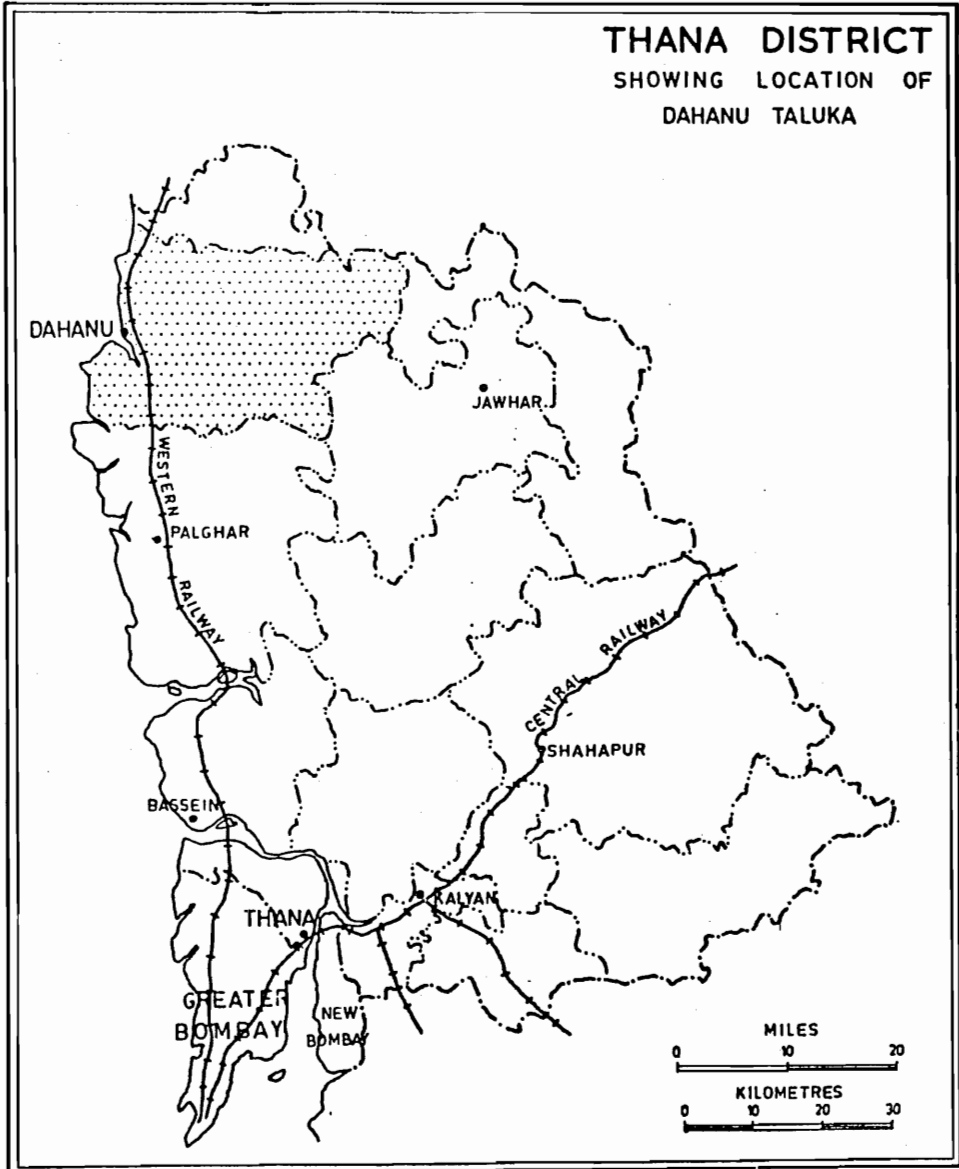 THANA DISTRICT
SHOWING LOCATION OF
DAHANU TALUKA
DAHANU
JAWHAR
WESTERN
RAILWAY
PALGHAR
CENTRAL
RAILWAY
SHAHAPUR
BASSEIN
KALYAN
THANA
GREATER
BOMBAY
NEW
BOMBAY
MILES
0 10 20
KILOMETRES
0 10 20 30